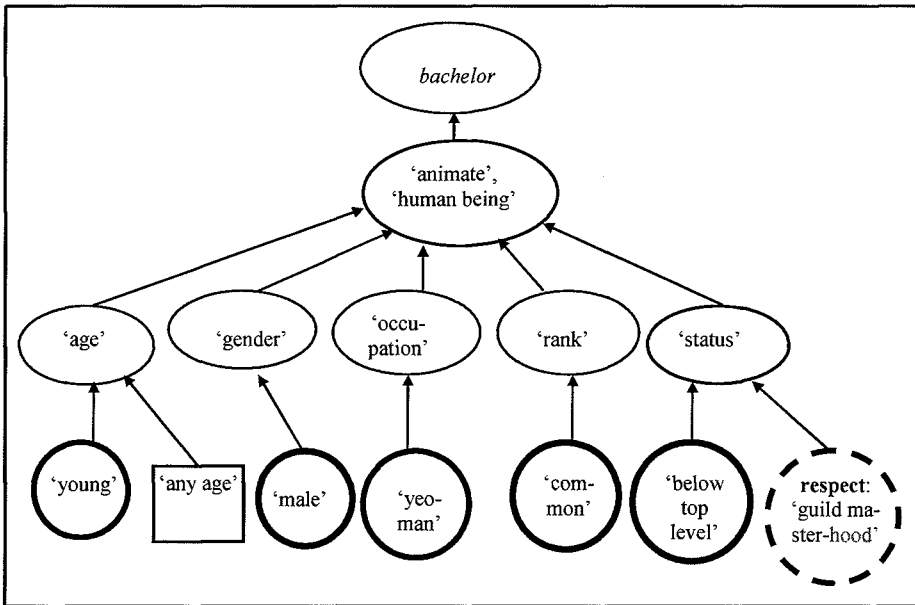 bachelor
‘animate’,
‘human being’
‘age’
‘gender’
‘occu-
pation’
‘rank’
‘status’
‘young’
‘any age’
‘male’
‘yeo-
man’
‘com-
mon’
‘below
top
level’
respect:
‘guild ma-
ster-hood’